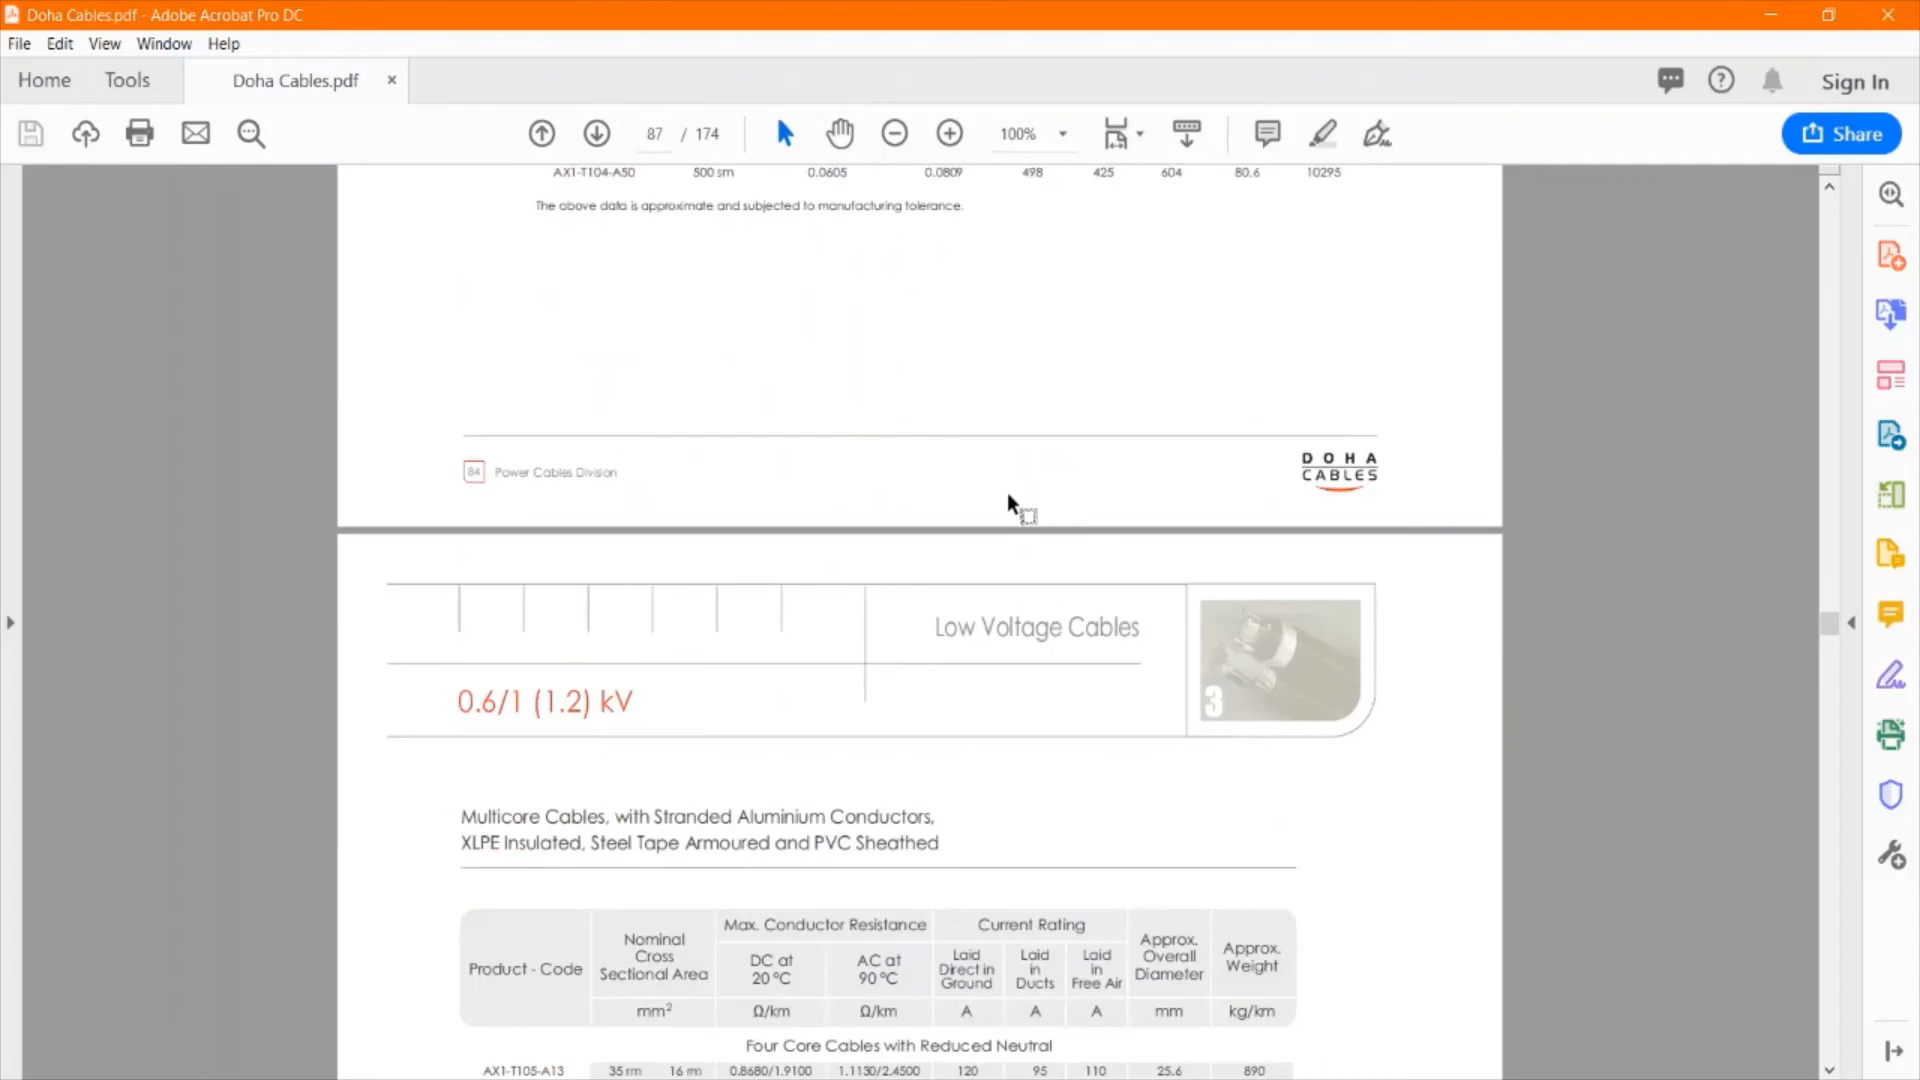 Doha Cables.pdf - Adobe Acrobat Pro DC
File Edit View Window Help
Home Tools Doha Cables.pdf × Sign In
87 / 174 100% Share
AX1-T104-A50 500 sm 0.0605 0.0809 498 425 604 80.6 10295
The above data is approximate and subjected to manufacturing tolerance.
84 Power Cables Division
DOHA
CABLES
Low Voltage Cables
3
0.6/1 (1.2) kV
Multicore Cables, with Stranded Aluminium Conductors,
XLPE Insulated, Steel Tape Armoured and PVC Sheathed
Product - Code
Nominal
Cross
Sectional Area
mm²
Max. Conductor Resistance
DC at
20 ºC
Ω/km
AC at
90 ºC
Ω/km
Current Rating
Laid
Direct in
Ground
A
Laid
in
Ducts
A
Laid
in
Free Air
A
Approx.
Overall
Diameter
mm
Approx.
Weight
kg/km
Four Core Cables with Reduced Neutral
AX1-T105-A13 35 rm 16 rm 0.8680/1.9100 1.1130/2.4500 120 95 110 25.6 890